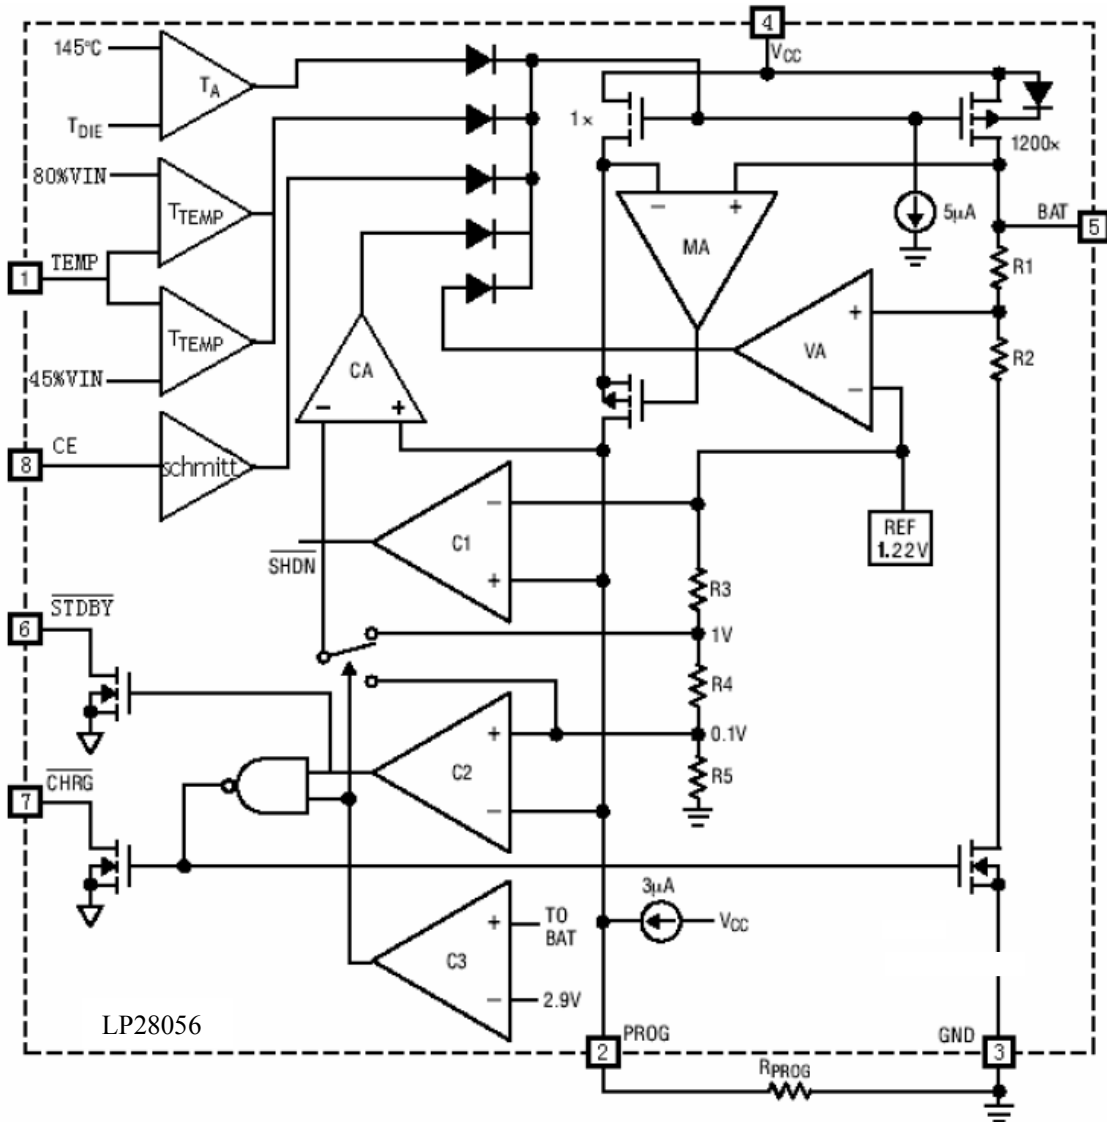 4
VCC
145°C
TA
TDIE
1×
1200×
80%VIN
TTEMP
− +
MA
5μA
BAT
5
1
TEMP
R1
TTEMP
+
VA
−
R2
45%VIN
CA
− +
8
CE
schmitt
−
C1
+
SHDN
REF
1.22V
R3
6
STDBY
1V
R4
+
C2
−
0.1V
R5
7
CHRG
3μA
VCC
+
TO
BAT
C3
−
2.9V
LP28056
2
PROG
GND
3
RPROG